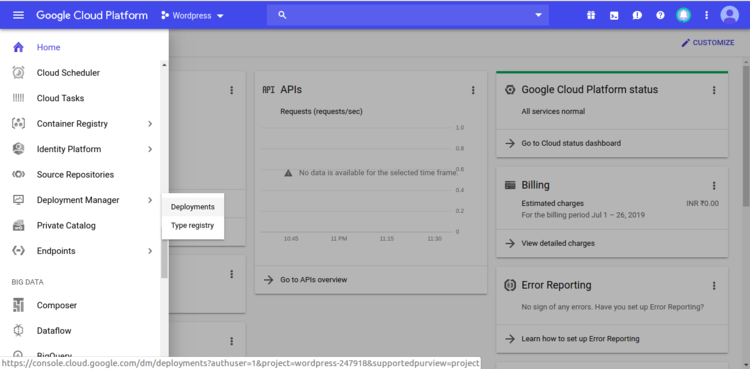 Google Cloud Platform
Wordpress
Home
Cloud Scheduler
Cloud Tasks
Container Registry
Identity Platform
Source Repositories
Deployment Manager
Private Catalog
Endpoints
BIG DATA
Composer
Dataflow
BigQuery
Deployments
Type registry
CUSTOMIZE
API APIs
Requests (requests/sec)
1.0
0.8
0.6
0.4
0.2
0
No data is available for the selected time frame.
10:45 11 PM 11:15 11:30
Go to APIs overview
Google Cloud Platform status
All services normal
Go to Cloud status dashboard
Billing
Estimated charges INR ₹0.00
For the billing period Jul 1 – 26, 2019
View detailed charges
Error Reporting
No sign of any errors. Have you set up Error Reporting?
Learn how to set up Error Reporting
https://console.cloud.google.com/dm/deployments?authuser=1&project=wordpress-247918&supportedpurview=project